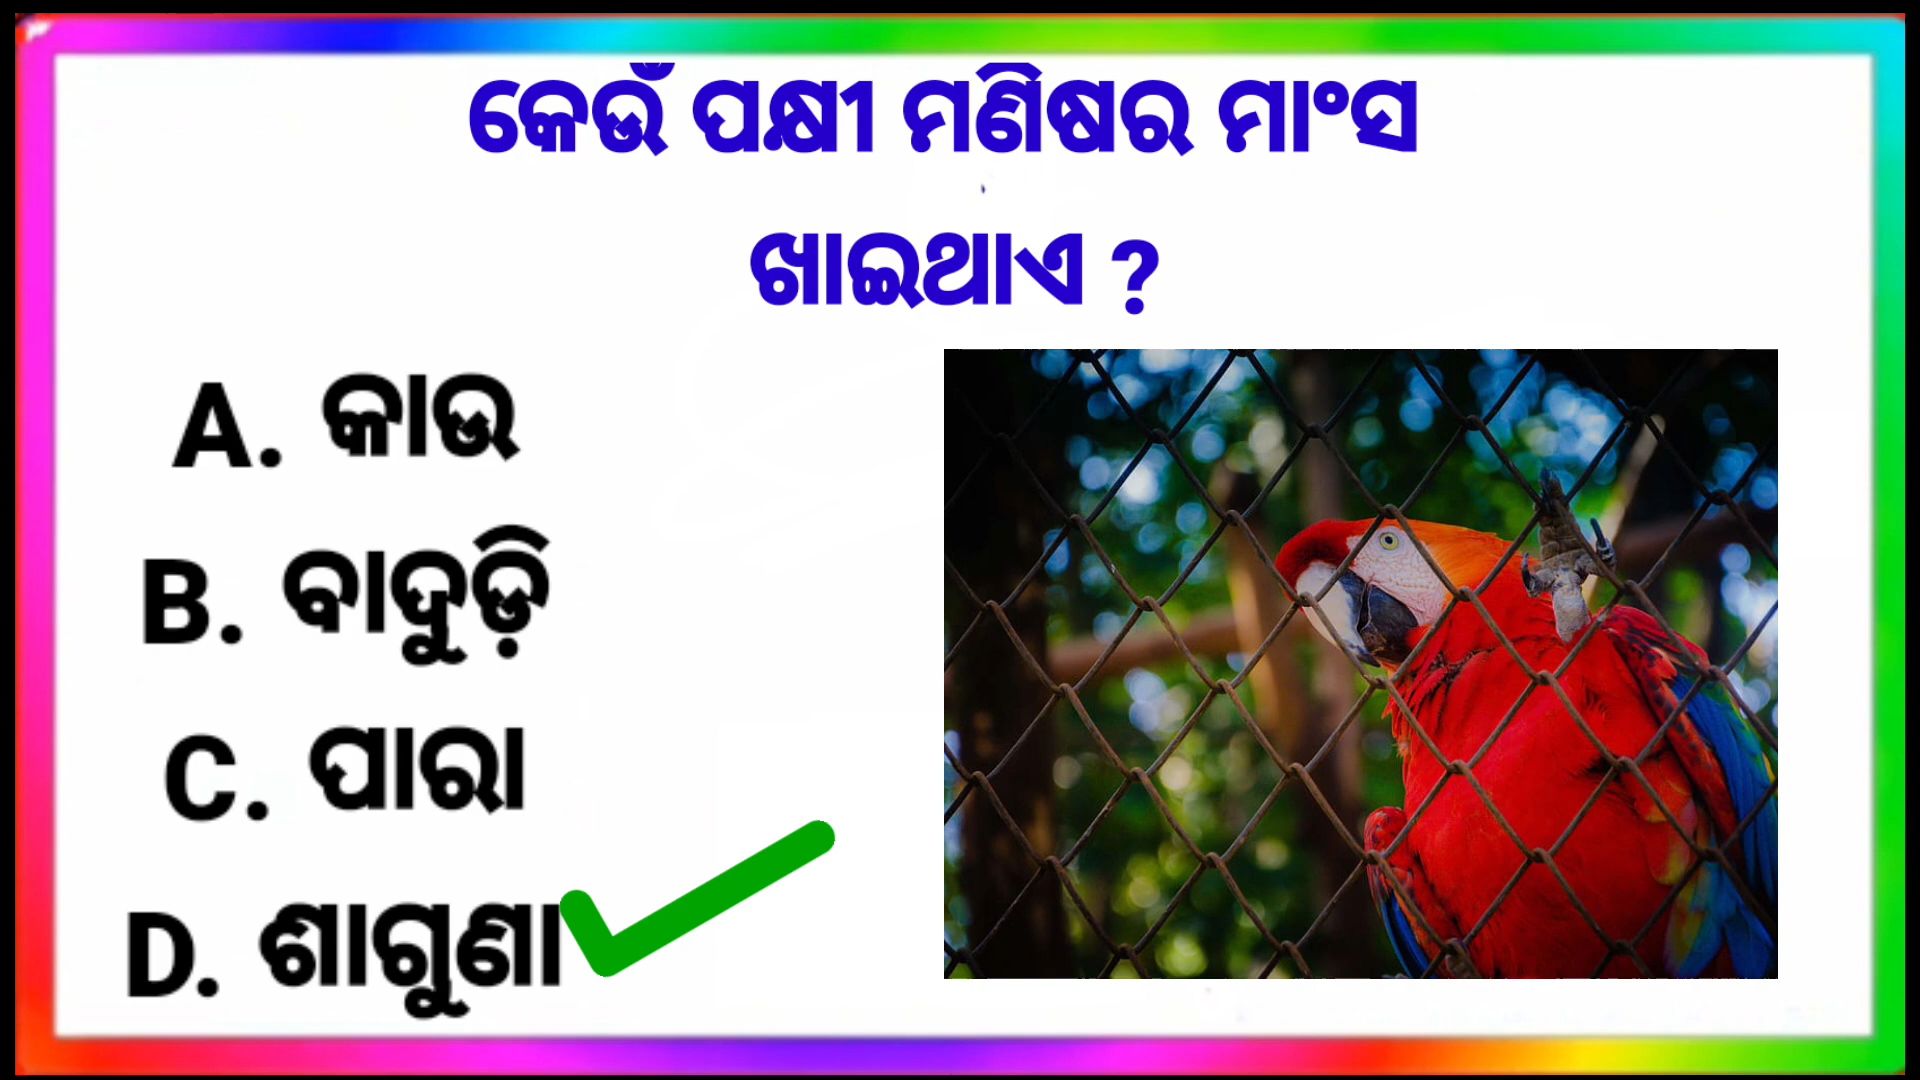 କେଉଁ ପକ୍ଷୀ ମଣିଷର ମାଂସ
ଖାଇଥାଏ ?
A. କାଉ
B. ବାଦୁଡ଼ି
C. ପାରା
D. ଶାଗୁଣା